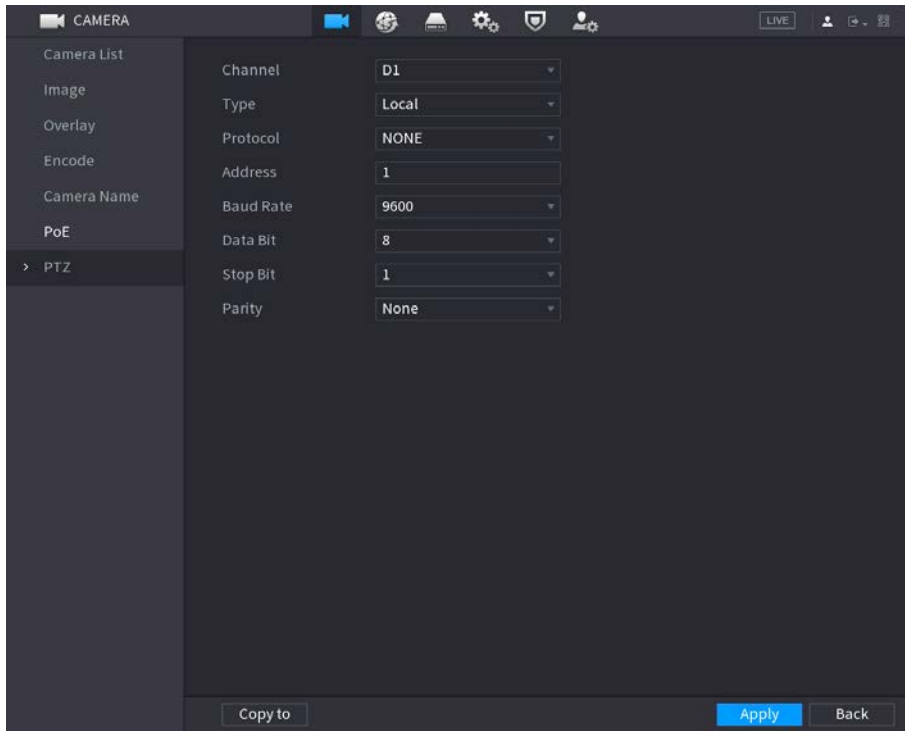 CAMERA
LIVE
Camera List
Image
Overlay
Encode
Camera Name
PoE
> PTZ
Channel D1
Type Local
Protocol NONE
Address 1
Baud Rate 9600
Data Bit 8
Stop Bit 1
Parity None
Copy to
Apply
Back